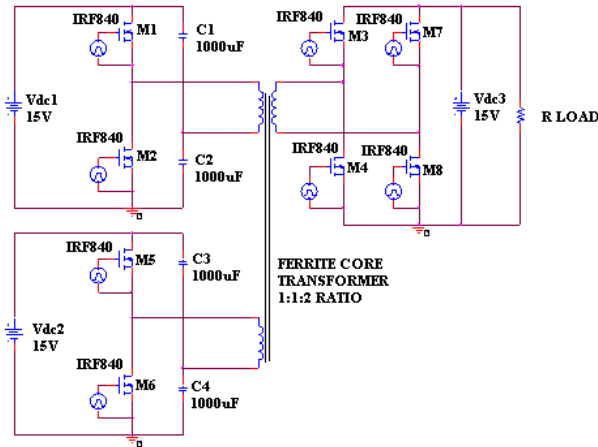 IRF840
M1
C1
1000uF
Vdc1
15V
IRF840
M2
C2
1000uF
IRF840
M3
IRF840
M7
Vdc3
15V
R LOAD
IRF840
M4
IRF840
M8
IRF840
M5
C3
1000uF
Vdc2
15V
IRF840
M6
C4
1000uF
FERRITE CORE
TRANSFORMER
1:1:2 RATIO